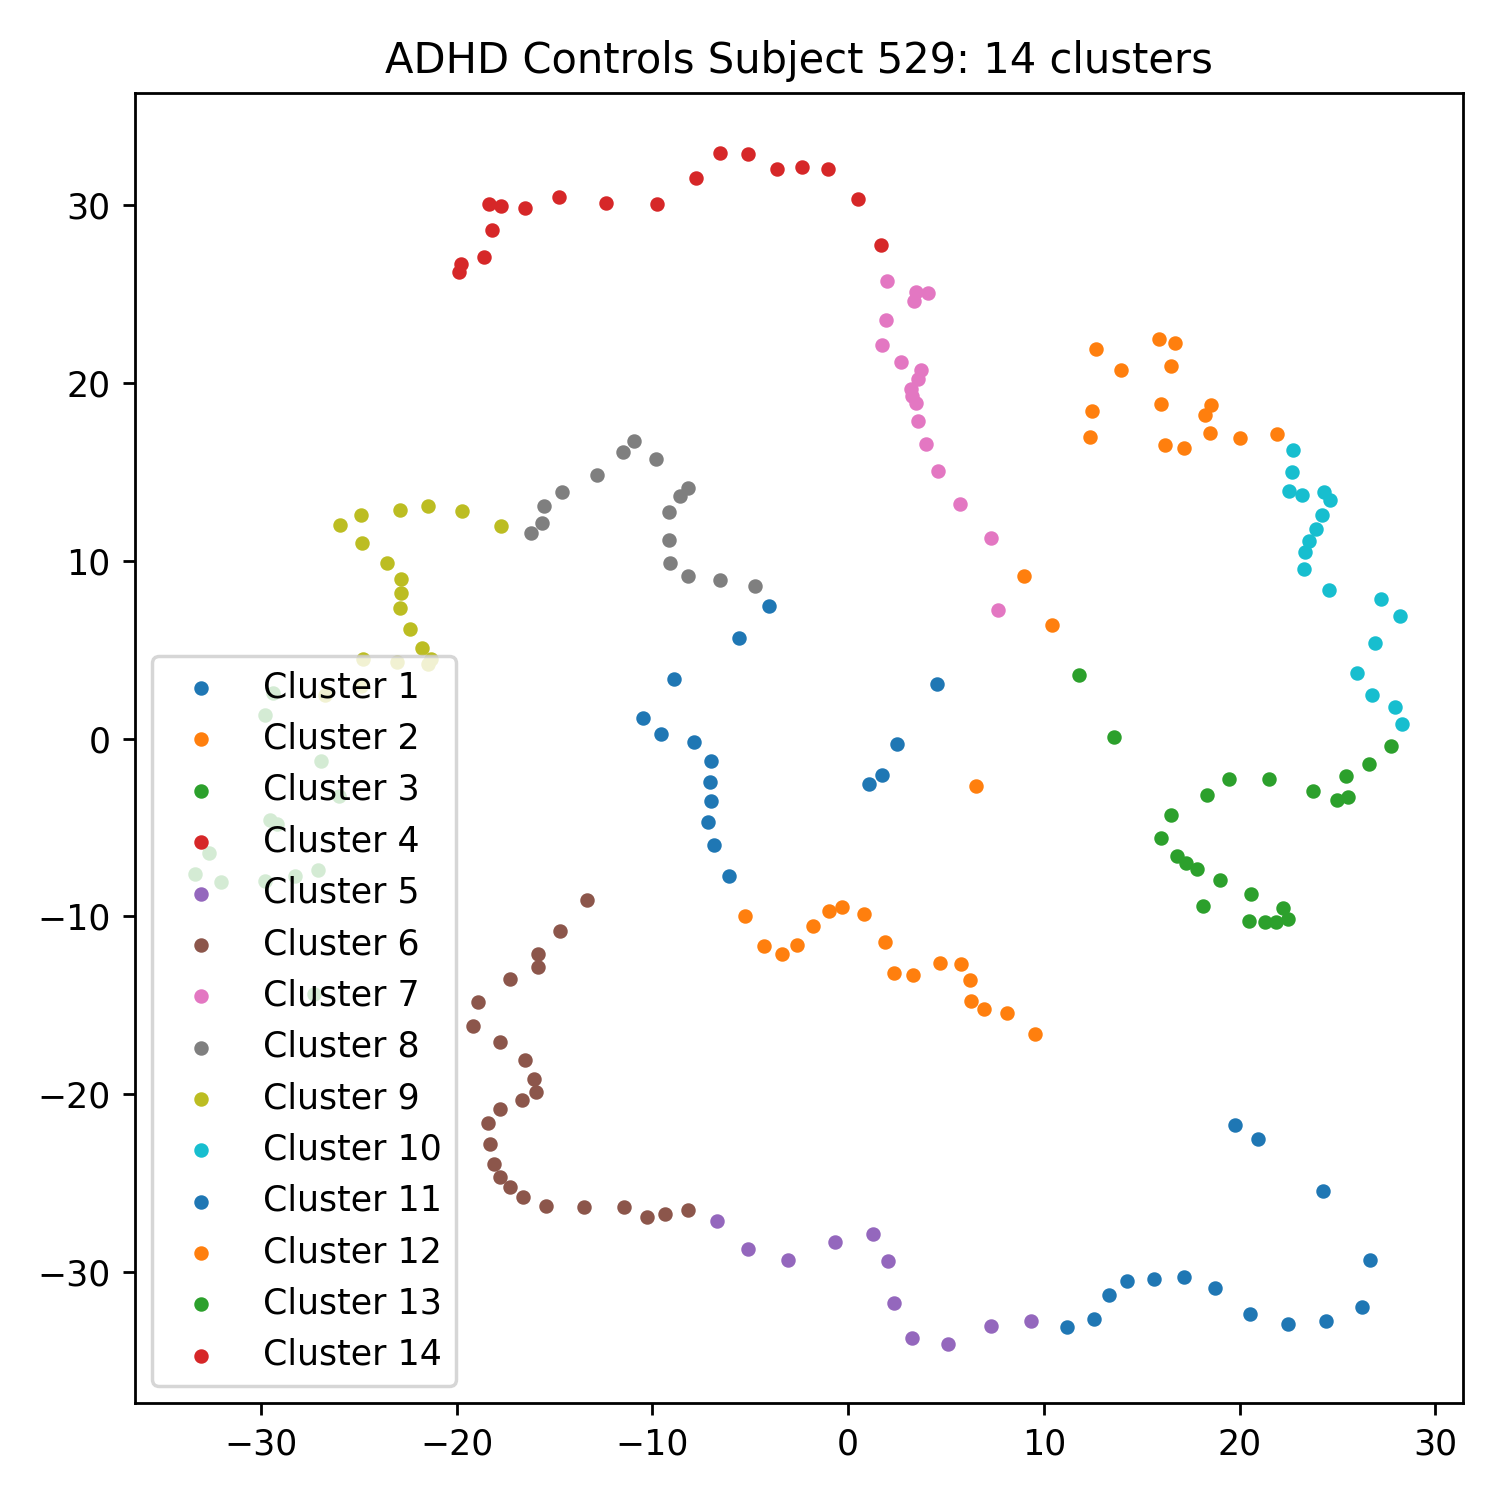 ADHD Controls Subject 529: 14 clusters
30
20
10
0
−10
−20
−30
Cluster 1
Cluster 2
Cluster 3
Cluster 4
Cluster 5
Cluster 6
Cluster 7
Cluster 8
Cluster 9
Cluster 10
Cluster 11
Cluster 12
Cluster 13
Cluster 14
−30 −20 −10 0 10 20 30